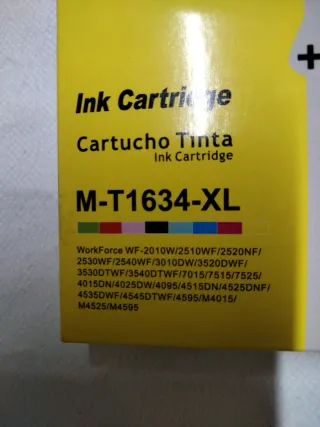 +
Ink Cartridge
Cartucho Tinta
Ink Cartridge
M-T1634-XL
WorkForce WF-2010W/2510WF/2520NF/
2530WF/2540WF/3010DW/3520DWF/
3530DTWF/3540DTWF/7015/7515/7525/
4015DN/4025DW/4095/4515DN/4525DNF/
4535DWF/4545DTWF/4595/M4015/
M4525/M4595